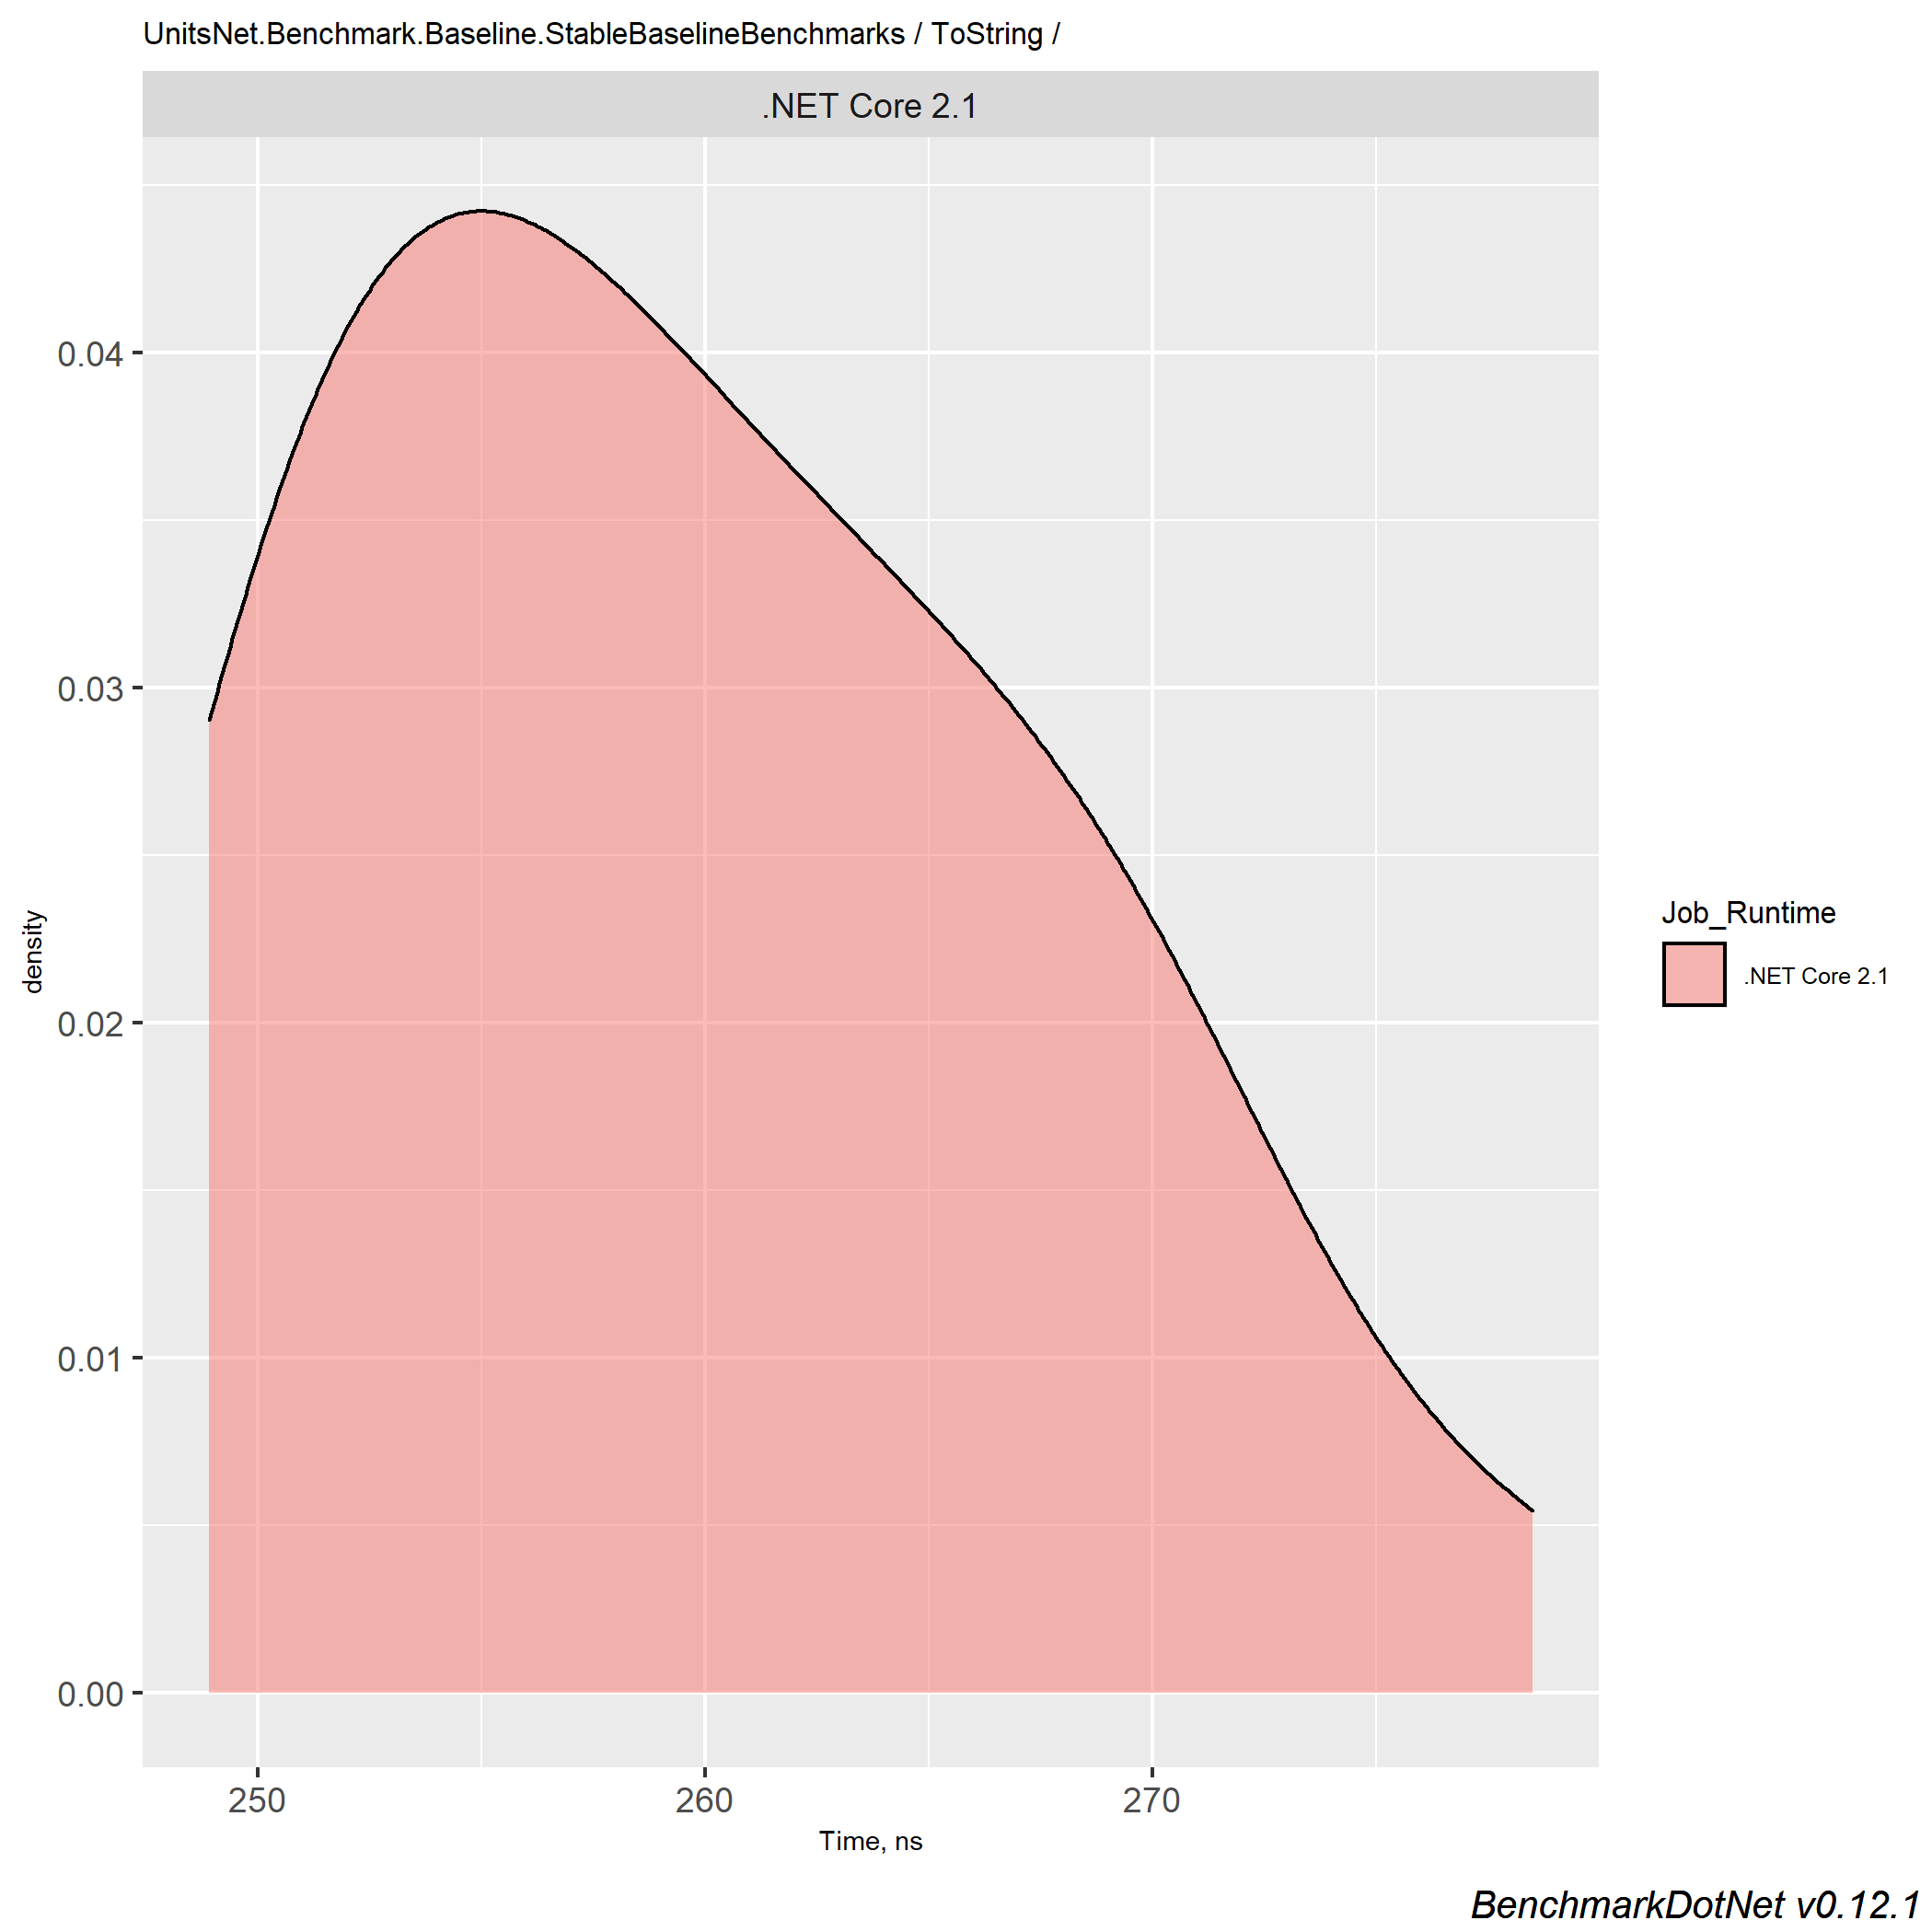 UnitsNet.Benchmark.Baseline.StableBaselineBenchmarks / ToString /
.NET Core 2.1
0.04
0.03
0.02
0.01
0.00
density
250 260 270
Time, ns
Job_Runtime
.NET Core 2.1
BenchmarkDotNet v0.12.1